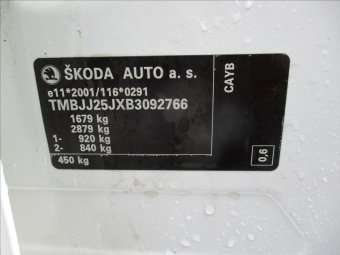 ŠKODA AUTO a. s.
e11*2001/116*0291
TMBJJ25JXB3092766
1679 kg
2879 kg
1- 920 kg
2- 840 kg
450 kg
CAYB
0,6